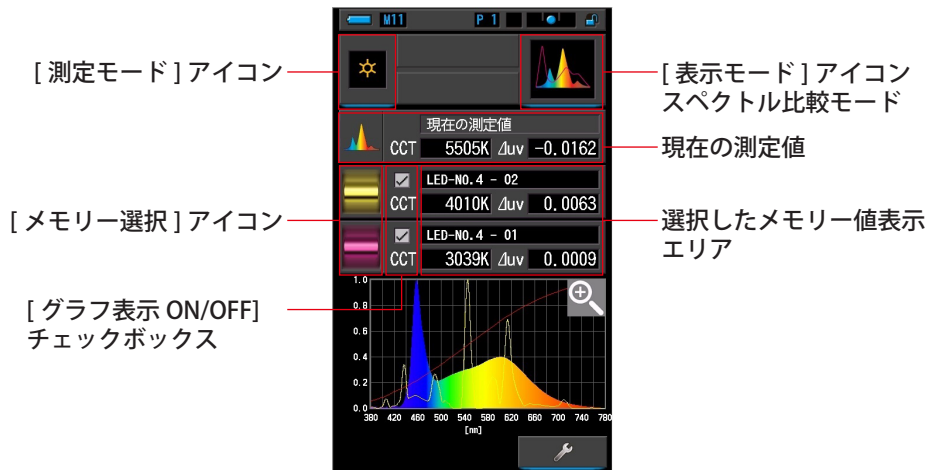 M11 P 1
[ 測定モード ] アイコン
[ 表示モード ] アイコン
スペクトル比較モード
現在の測定値
CCT 5505K ⊿uv -0.0162
現在の測定値
LED-NO.4 - 02
CCT 4010K ⊿uv 0.0063
[ メモリー選択 ] アイコン
選択したメモリー値表示
エリア
LED-NO.4 - 01
CCT 3039K ⊿uv 0.0009
[ グラフ表示 ON/OFF]
チェックボックス
1.0
0.8
0.6
0.4
0.2
0.0
380 420 460 500 540 580 620 660 700 740 780
[nm]